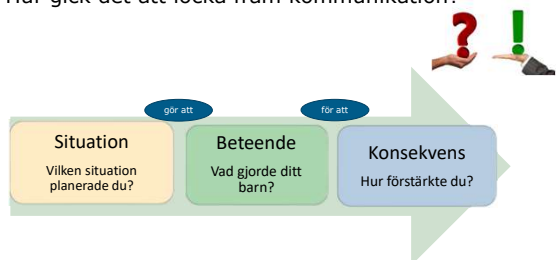 Hur gick det att locka fram kommunikation?
gör att
för att
Situation
Vilken situation
planerade du?
Beteende
Vad gjorde ditt
barn?
Konsekvens
Hur förstärkte du?